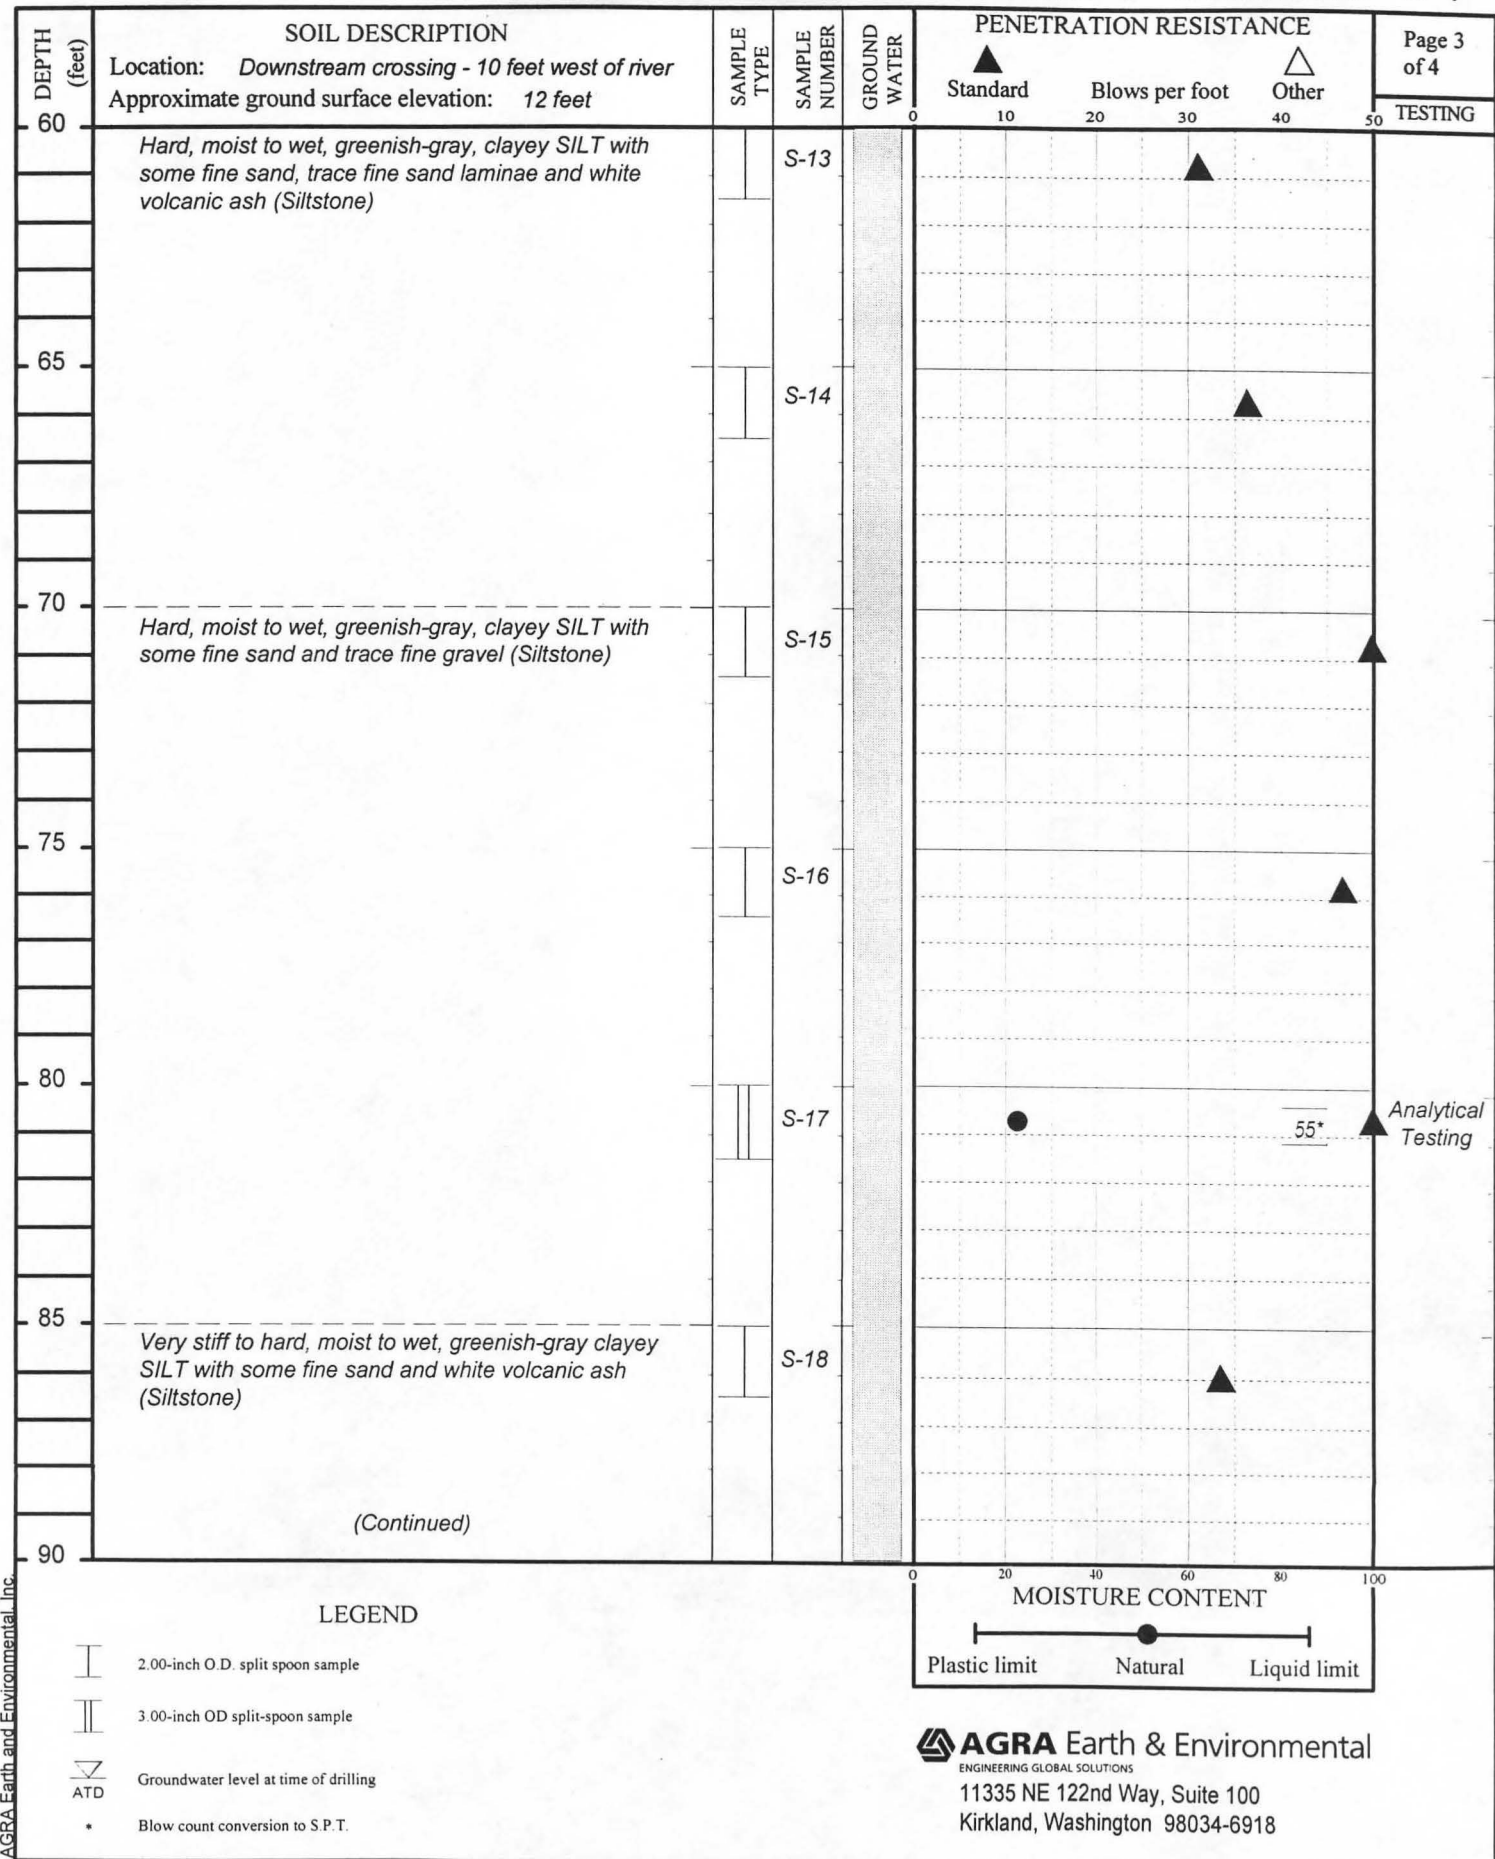 DEPTH
(feet)
SOIL DESCRIPTION
Location: Downstream crossing - 10 feet west of river
Approximate ground surface elevation: 12 feet
SAMPLE
TYPE
SAMPLE
NUMBER
GROUND
WATER
PENETRATION RESISTANCE
Standard Blows per foot Other
0 10 20 30 40 50
Page 3
of 4
TESTING
60
Hard, moist to wet, greenish-gray, clayey SILT with
some fine sand, trace fine sand laminae and white
volcanic ash (Siltstone)
S-13
65
S-14
70
Hard, moist to wet, greenish-gray, clayey SILT with
some fine sand and trace fine gravel (Siltstone)
S-15
75
S-16
80
S-17
55*
Analytical
Testing
85
Very stiff to hard, moist to wet, greenish-gray clayey
SILT with some fine sand and white volcanic ash
(Siltstone)
S-18
(Continued)
90
0 20 40 60 80 100
MOISTURE CONTENT
Plastic limit Natural Liquid limit
LEGEND
2.00-inch O.D. split spoon sample
3.00-inch OD split-spoon sample
ATD Groundwater level at time of drilling
* Blow count conversion to S.P.T.
AGRA Earth and Environmental, Inc.
AGRA Earth & Environmental
ENGINEERING GLOBAL SOLUTIONS
11335 NE 122nd Way, Suite 100
Kirkland, Washington 98034-6918